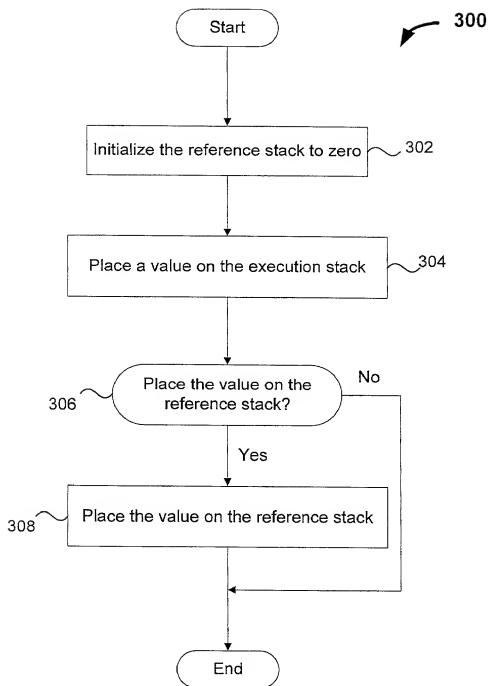 Start
300
Initialize the reference stack to zero
302
Place a value on the execution stack
304
Place the value on the
reference stack?
306
No
Yes
Place the value on the reference stack
308
End